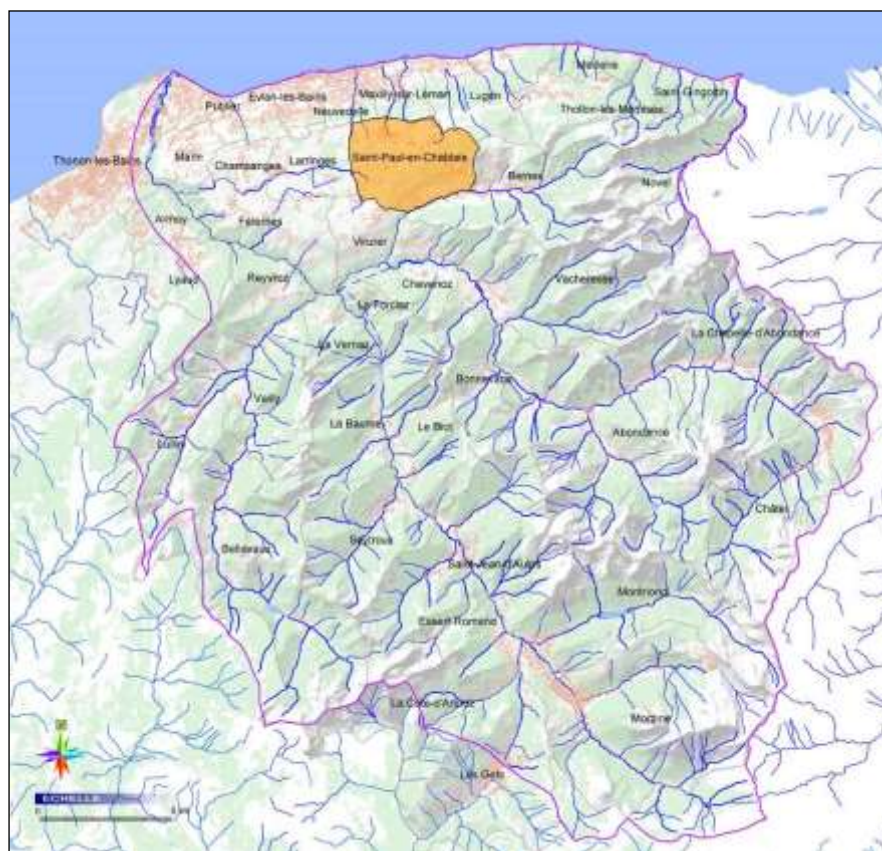 Meillerie
Saint-Gingolph
Evian-les-Bains
Maxilly-sur-Léman
Lugrin
Publier
Neuvecelle
Thollon-les-Mémises
Thonon-les-Bains
Marin
Champanges
Larringes
Saint-Paul-en-Chablais
Bernex
Novel
Armoy
Féternes
Vinzier
Lyaud
Reyvroz
Chevenoz
Vacheresse
La Forclaz
La Chapelle-d'Abondance
La Vernaz
Bonnevaux
Vailly
La Baume
Le Biot
Abondance
Lullin
Châtel
Bellevaux
Seytroux
Saint-Jean-d'Aulps
Montriond
Essert-Romand
La Côte-d'Arbroz
Morzine
Les Gets
ECHELLE
0